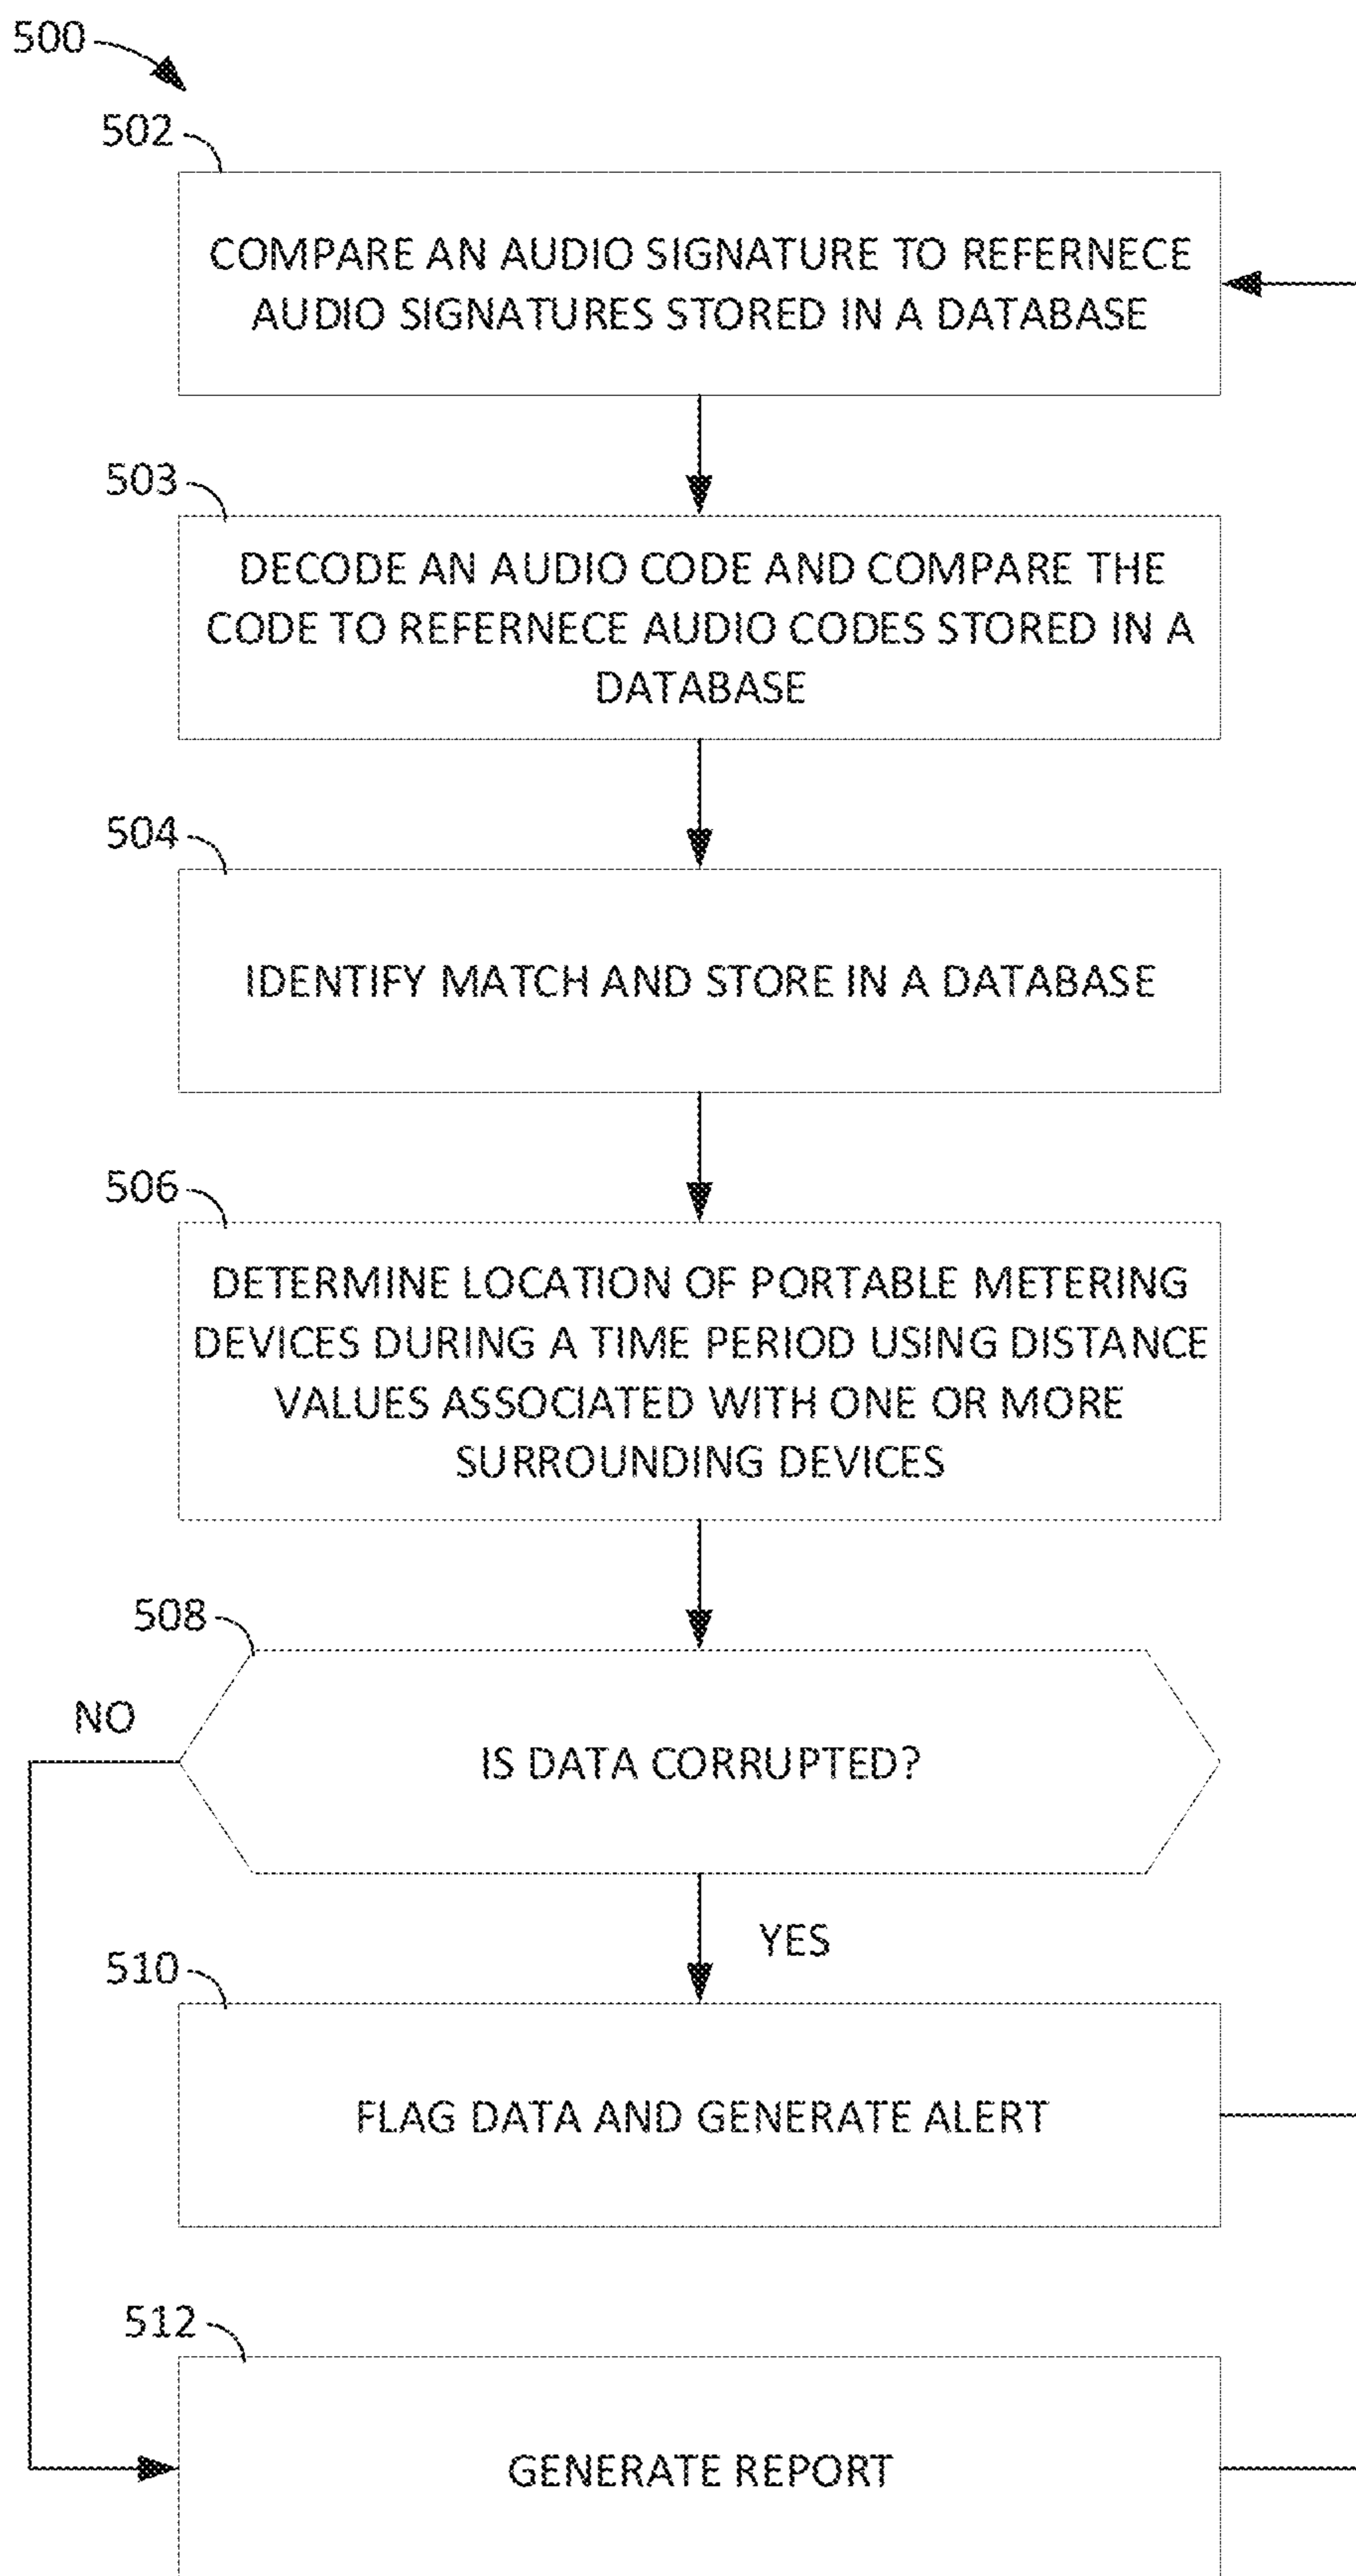 500
502
COMPARE AN AUDIO SIGNATURE TO REFERNECE
AUDIO SIGNATURES STORED IN A DATABASE
503
DECODE AN AUDIO CODE AND COMPARE THE
CODE TO REFERNECE AUDIO CODES STORED IN A
DATABASE
504
IDENTIFY MATCH AND STORE IN A DATABASE
506
DETERMINE LOCATION OF PORTABLE METERING
DEVICES DURING A TIME PERIOD USING DISTANCE
VALUES ASSOCIATED WITH ONE OR MORE
SURROUNDING DEVICES
508
NO
IS DATA CORRUPTED?
YES
510
FLAG DATA AND GENERATE ALERT
512
GENERATE REPORT